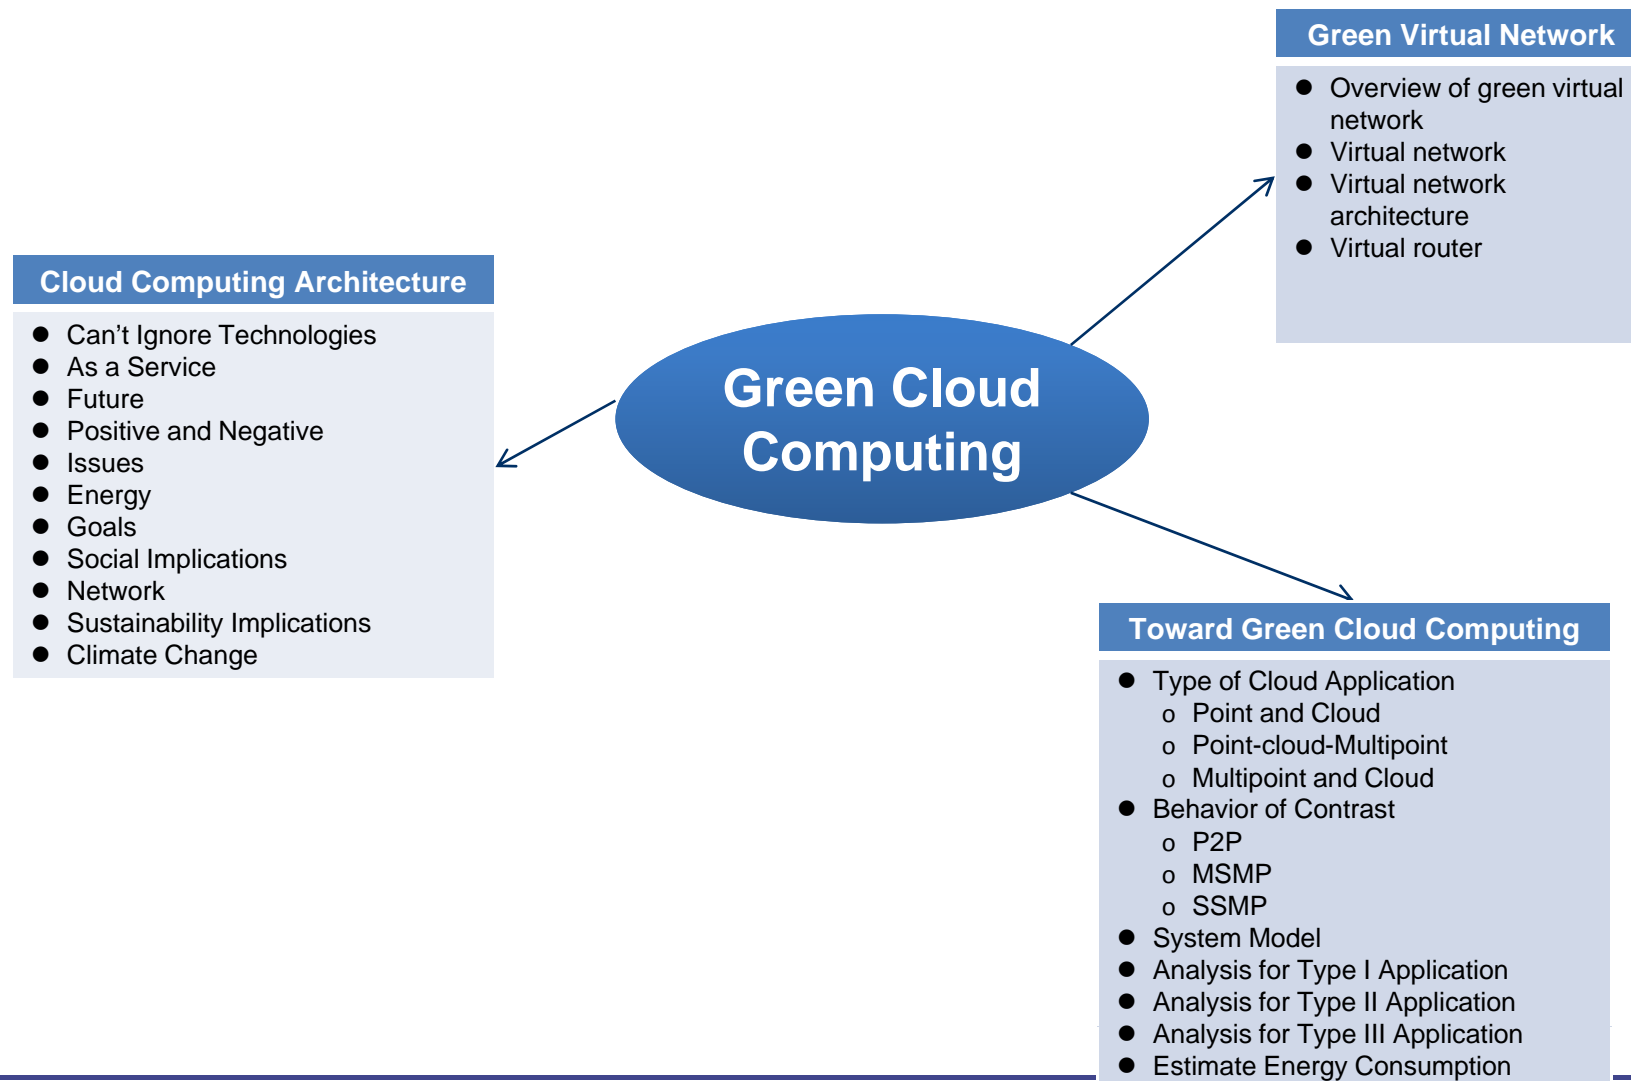 Green Virtual Network
● Overview of green virtual
network
● Virtual network
● Virtual network
architecture
● Virtual router
Cloud Computing Architecture
● Can’t Ignore Technologies
● As a Service
● Future
● Positive and Negative
● Issues
● Energy
● Goals
● Social Implications
● Network
● Sustainability Implications
● Climate Change
Green Cloud
Computing
Toward Green Cloud Computing
● Type of Cloud Application
o Point and Cloud
o Point-cloud-Multipoint
o Multipoint and Cloud
● Behavior of Contrast
o P2P
o MSMP
o SSMP
● System Model
● Analysis for Type I Application
● Analysis for Type II Application
● Analysis for Type III Application
● Estimate Energy Consumption